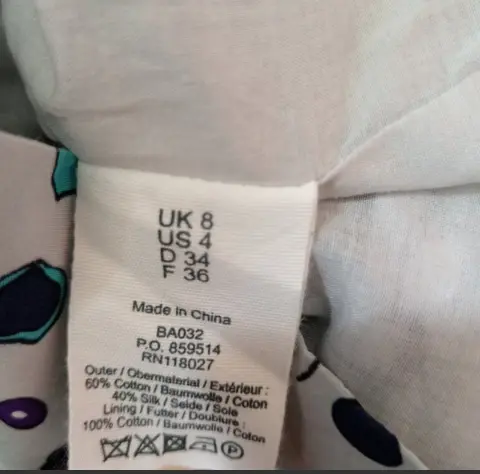 UK 8
US 4
D 34
F 36
Made in China
BA032
P.O. 859514
RN118027
Outer / Obermaterial / Extérieur :
60% Cotton / Baumwolle / Coton
40% Silk / Seide / Soie
Lining / Futter / Doublure :
100% Cotton / Baumwolle / Coton
P